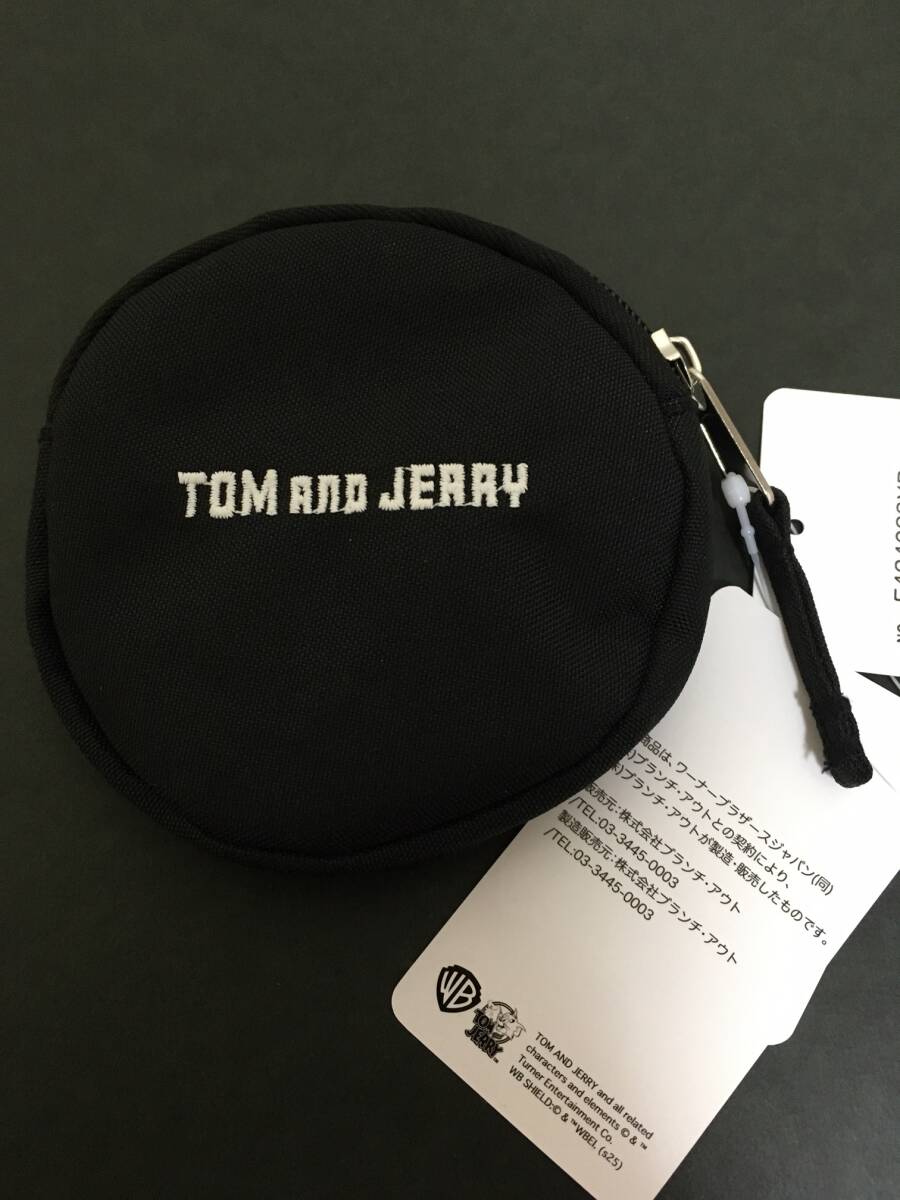 TOM AND JERRY
商品は、ワーナーブラザースジャパン(同)
ブランチ・アウトとの契約により、
ブランチ・アウトが製造・販売したものです。
販売元：株式会社ブランチ・アウト
/TEL:03-3445-0003
製造販売元：株式会社ブランチ・アウト
/TEL:03-3445-0003
WB
TOM AND JERRY™
TOM AND JERRY and all related
characters and elements © & ™
Turner Entertainment Co.
WB SHIELD:© & ™WBEI. (s25)